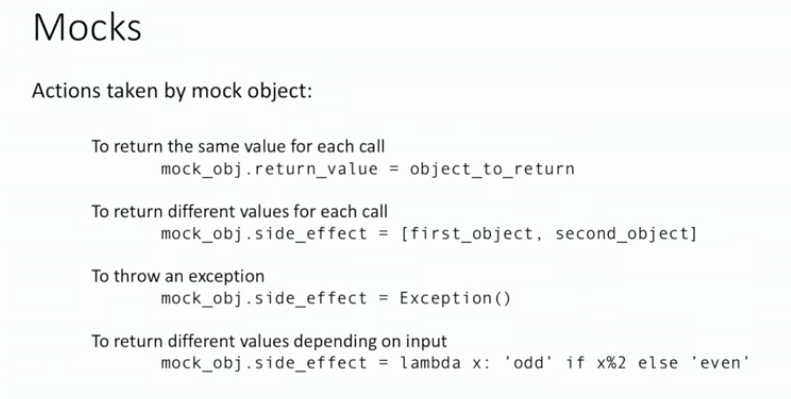 Mocks
Actions taken by mock object:
To return the same value for each call
mock_obj.return_value = object_to_return
To return different values for each call
mock_obj.side_effect = [first_object, second_object]
To throw an exception
mock_obj.side_effect = Exception()
To return different values depending on input
mock_obj.side_effect = lambda x: ’odd’ if x%2 else ’even’